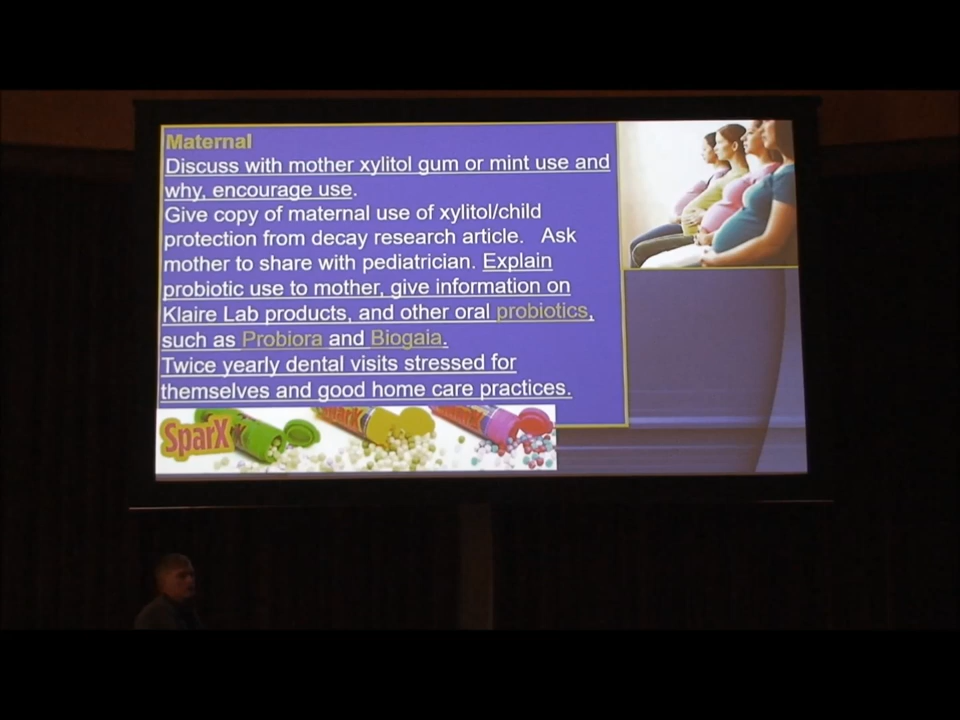 Maternal
Discuss with mother xylitol gum or mint use and
why, encourage use.
Give copy of maternal use of xylitol/child
protection from decay research article. Ask
mother to share with pediatrician. Explain
probiotic use to mother, give information on
Klaire Lab products, and other oral probiotics,
such as Probiora and Biogaia.
Twice yearly dental visits stressed for
themselves and good home care practices.
SparX